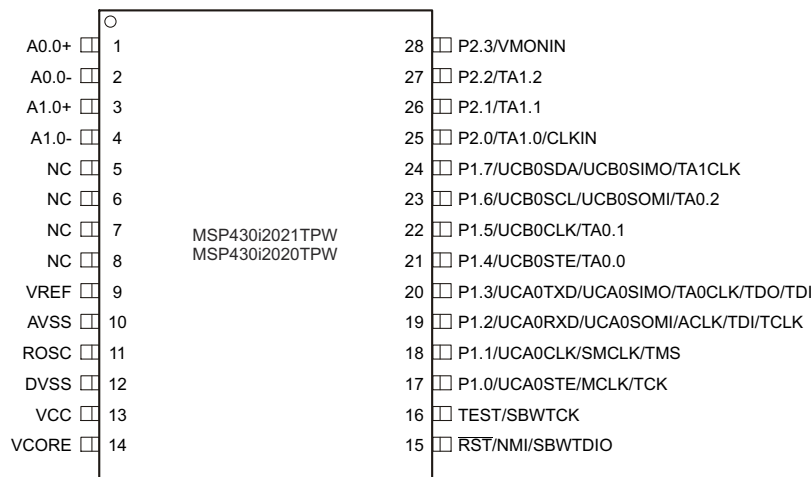 A0.0+ 1 28 P2.3/VMONIN
A0.0- 2 27 P2.2/TA1.2
A1.0+ 3 26 P2.1/TA1.1
A1.0- 4 25 P2.0/TA1.0/CLKIN
NC 5 24 P1.7/UCB0SDA/UCB0SIMO/TA1CLK
NC 6 23 P1.6/UCB0SCL/UCB0SOMI/TA0.2
NC 7 22 P1.5/UCB0CLK/TA0.1
MSP430i2021TPW
MSP430i2020TPW
NC 8 21 P1.4/UCB0STE/TA0.0
VREF 9 20 P1.3/UCA0TXD/UCA0SIMO/TA0CLK/TDO/TDI
AVSS 10 19 P1.2/UCA0RXD/UCA0SOMI/ACLK/TDI/TCLK
ROSC 11 18 P1.1/UCA0CLK/SMCLK/TMS
DVSS 12 17 P1.0/UCA0STE/MCLK/TCK
VCC 13 16 TEST/SBWTCK
VCORE 14 15 RST/NMI/SBWTDIO